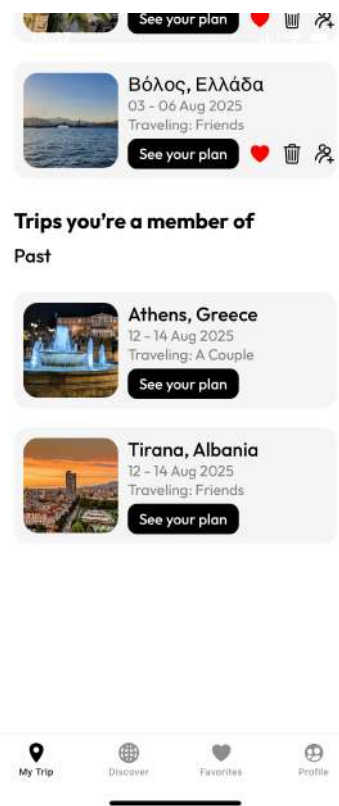 See your plan
Βόλος, Ελλάδα
03 - 06 Aug 2025
Traveling: Friends
See your plan
Trips you're a member of
Past
Athens, Greece
12 - 14 Aug 2025
Traveling: A Couple
See your plan
Tirana, Albania
12 - 14 Aug 2025
Traveling: Friends
See your plan
My Trip
Discover
Favorites
Profile